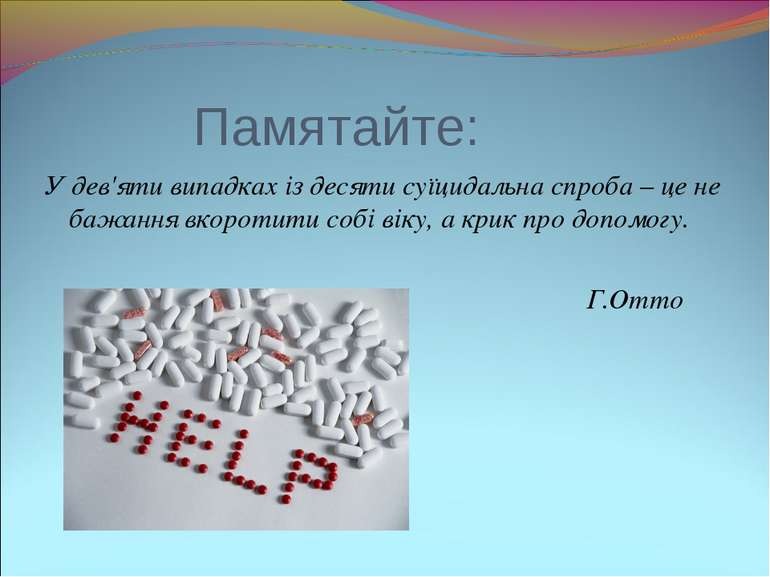 Памятайте:
У дев'яти випадках із десяти суїцидальна спроба – це не
бажання вкоротити собі віку, а крик про допомогу.
Г.Отто
HELP